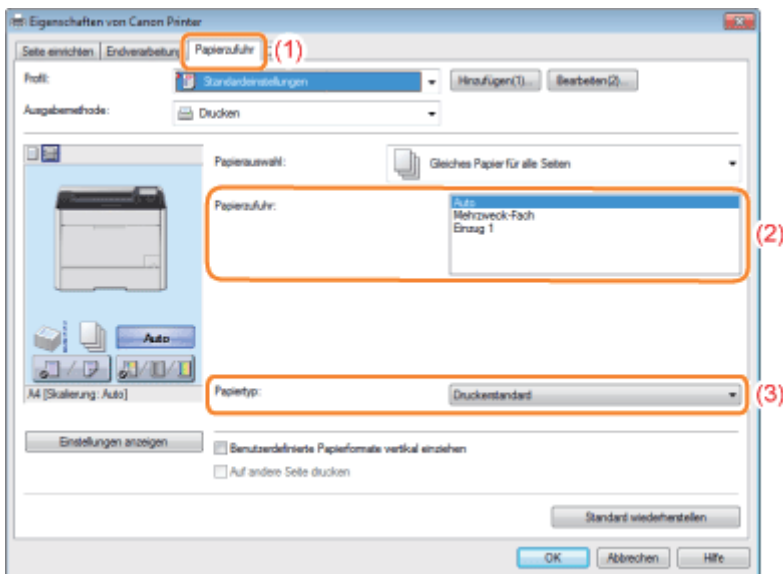 Eigenschaften von Canon Printer
Seite einrichten Endverarbeitung Papierzufuhr (1)
Profil: Standardeinstellungen Hinzufügen(1)... Bearbeiten(2)...
Ausgabemethode: Drucken
Papierauswahl: Gleiches Papier für alle Seiten
Papierzufuhr: Auto
Mehrzweck-Fach
Einzug 1
(2)
Auto
A4 [Skalierung: Auto]
Papiertyp: Druckerstandard (3)
Einstellungen anzeigen
Benutzerdefinierte Papierformate vertikal einziehen
Auf andere Seite drucken
Standard wiederherstellen
OK Abbrechen Hilfe